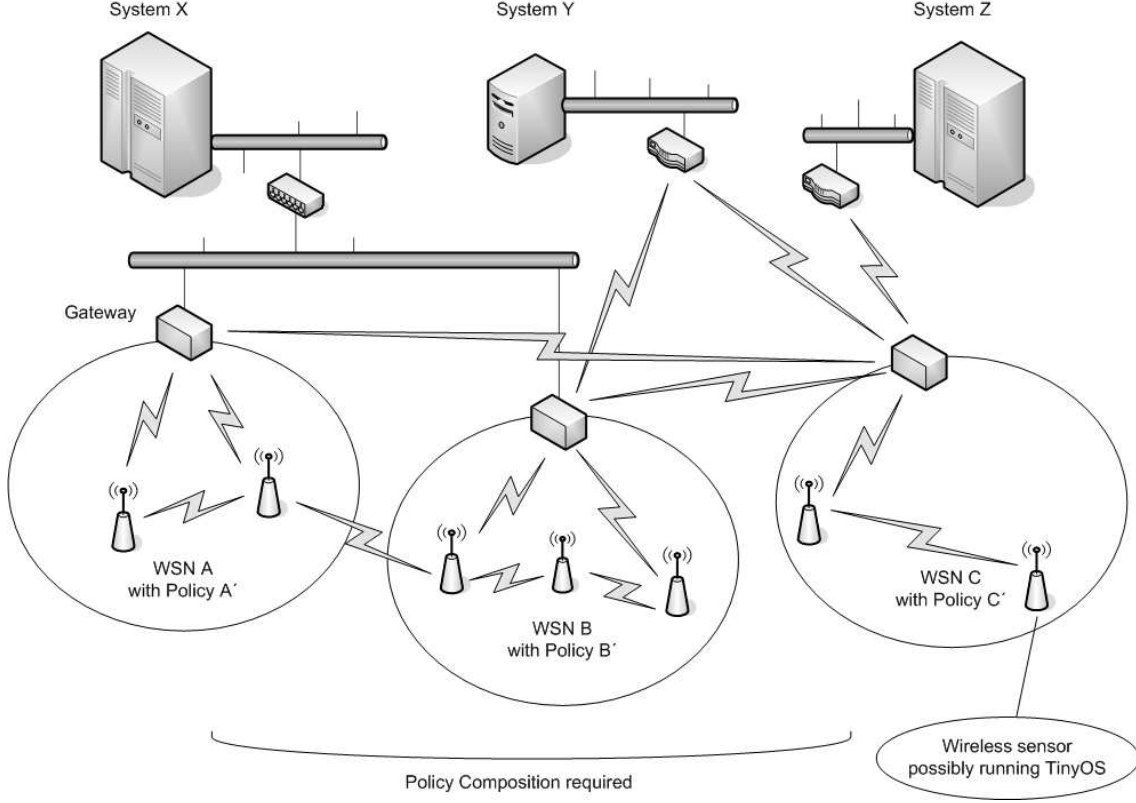 System X
System Y
System Z
Gateway
WSN A
with Policy A´
WSN B
with Policy B´
WSN C
with Policy C´
Wireless sensor
possibly running TinyOS
Policy Composition required